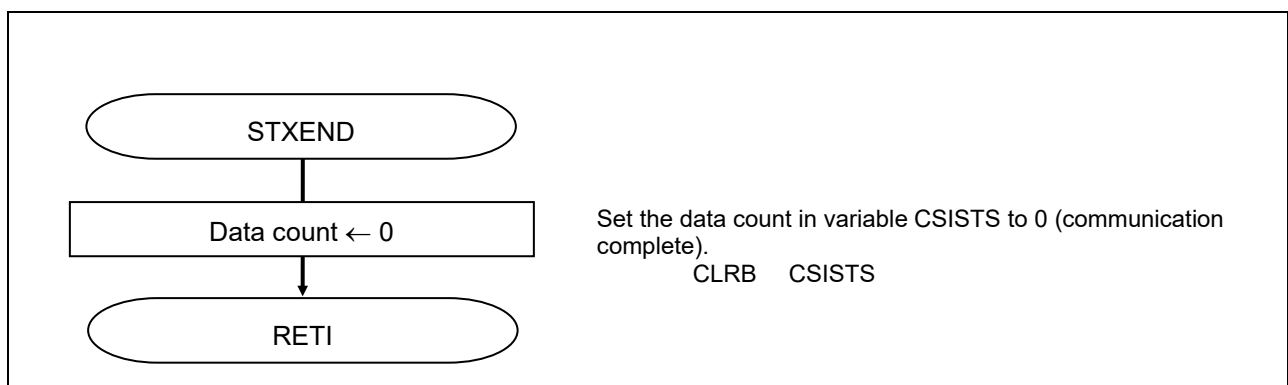 STXEND
Data count ← 0
Set the data count in variable CSISTS to 0 (communication
complete).
CLRB CSISTS
RETI